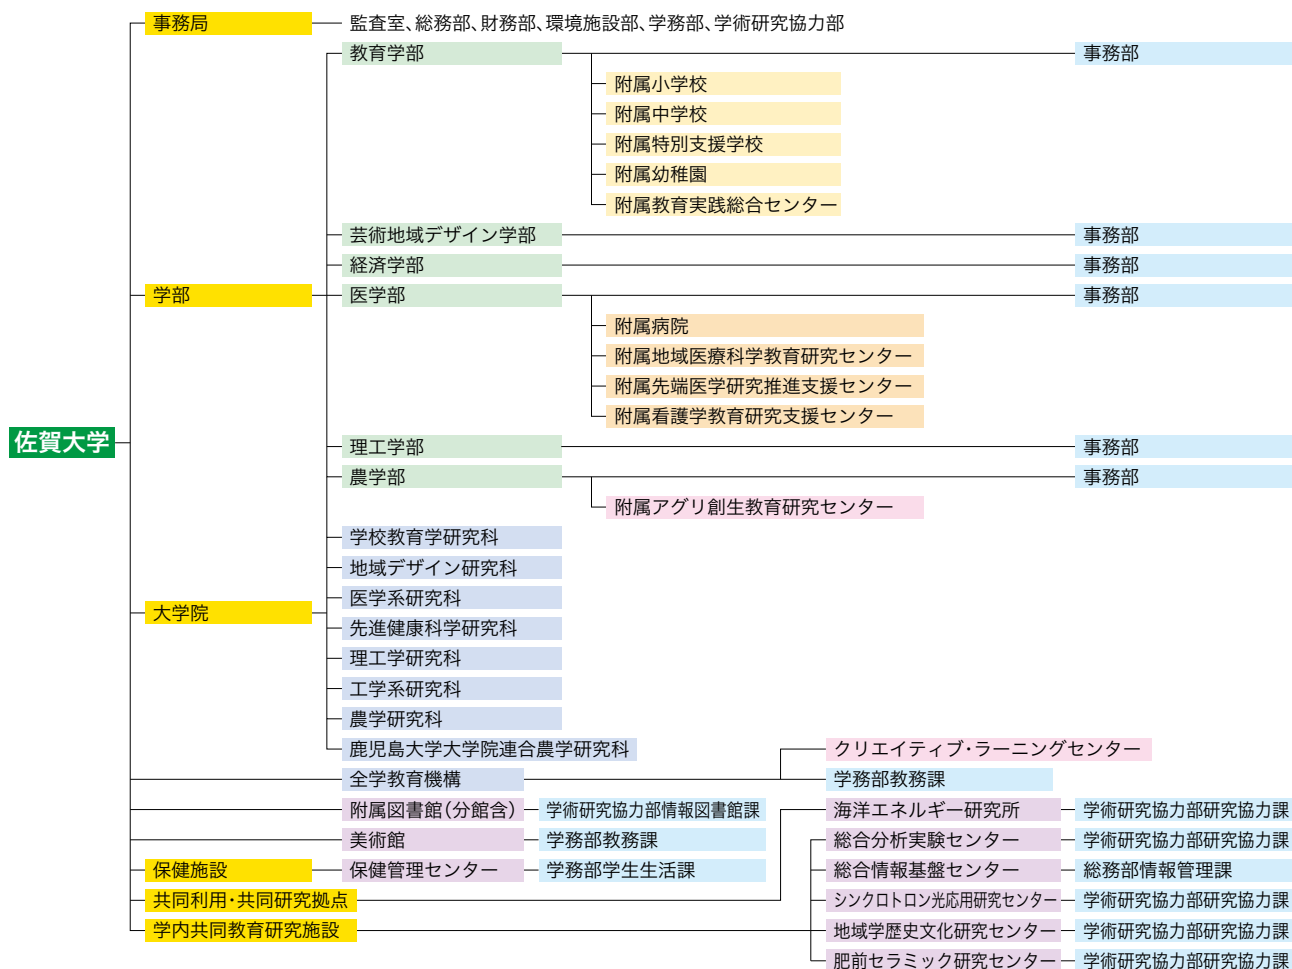 事務局
監査室、総務部、財務部、環境施設部、学務部、学術研究協力部
教育学部
事務部
附属小学校
附属中学校
附属特別支援学校
附属幼稚園
附属教育実践総合センター
芸術地域デザイン学部
事務部
経済学部
事務部
学部
医学部
事務部
附属病院
附属地域医療科学教育研究センター
附属先端医学研究推進支援センター
附属看護学教育研究支援センター
佐賀大学
理工学部
事務部
農学部
事務部
附属アグリ創生教育研究センター
学校教育学研究科
地域デザイン研究科
医学系研究科
大学院
先進健康科学研究科
理工学研究科
工学系研究科
農学研究科
鹿児島大学大学院連合農学研究科
クリエイティブ・ラーニングセンター
全学教育機構
学務部教務課
附属図書館（分館含）
学術研究協力部情報図書館課
海洋エネルギー研究所
学術研究協力部研究協力課
美術館
学務部教務課
総合分析実験センター
学術研究協力部研究協力課
保健施設
保健管理センター
学務部学生生活課
総合情報基盤センター
総務部情報管理課
共同利用・共同研究拠点
シンクロトロン光応用研究センター
学術研究協力部研究協力課
学内共同教育研究施設
地域学歴史文化研究センター
学術研究協力部研究協力課
肥前セラミック研究センター
学術研究協力部研究協力課